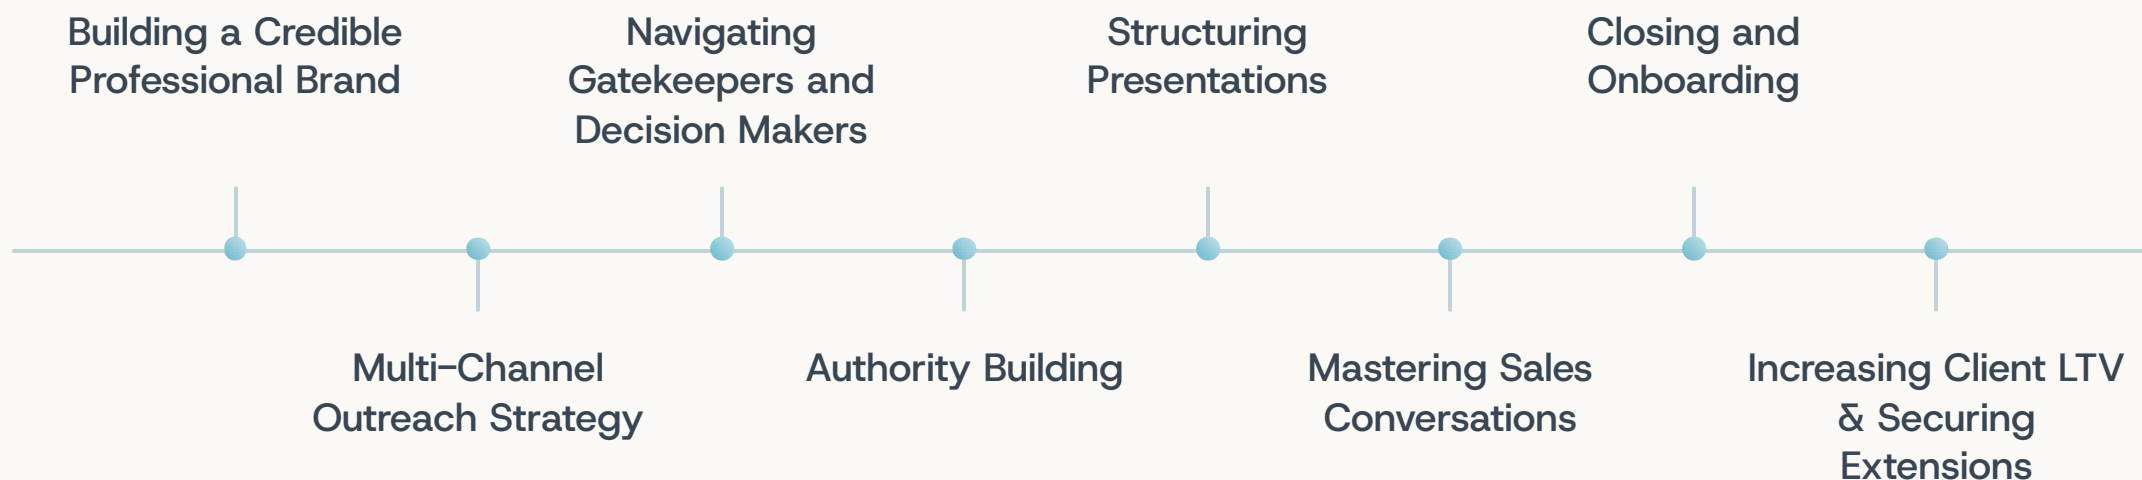 Building a Credible
Professional Brand
Multi–Channel
Outreach Strategy
Navigating
Gatekeepers and
Decision Makers
Authority Building
Structuring
Presentations
Mastering Sales
Conversations
Closing and
Onboarding
Increasing Client LTV
& Securing
Extensions